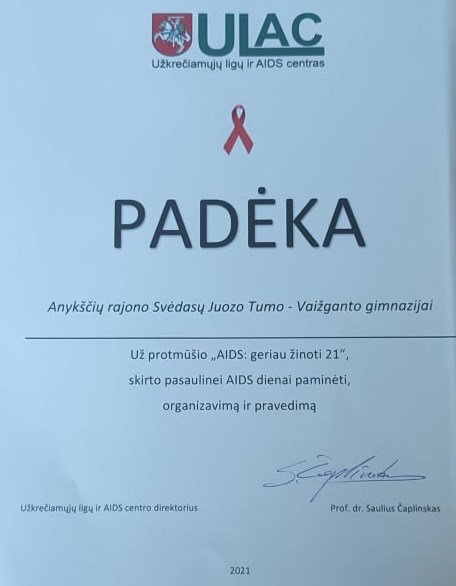 ULAC
Užkrečiamųjų ligų ir AIDS centras
PADĖKA
Anykščių rajono Svėdasų Juozo Tumo - Vaižganto gimnazijai
Už protmūšio „AIDS: geriau žinoti 21“,
skirto pasaulinei AIDS dienai paminėti,
organizavimą ir pravedimą
S. Čaplinskas
Užkrečiamųjų ligų ir AIDS centro direktorius Prof. dr. Saulius Čaplinskas
2021